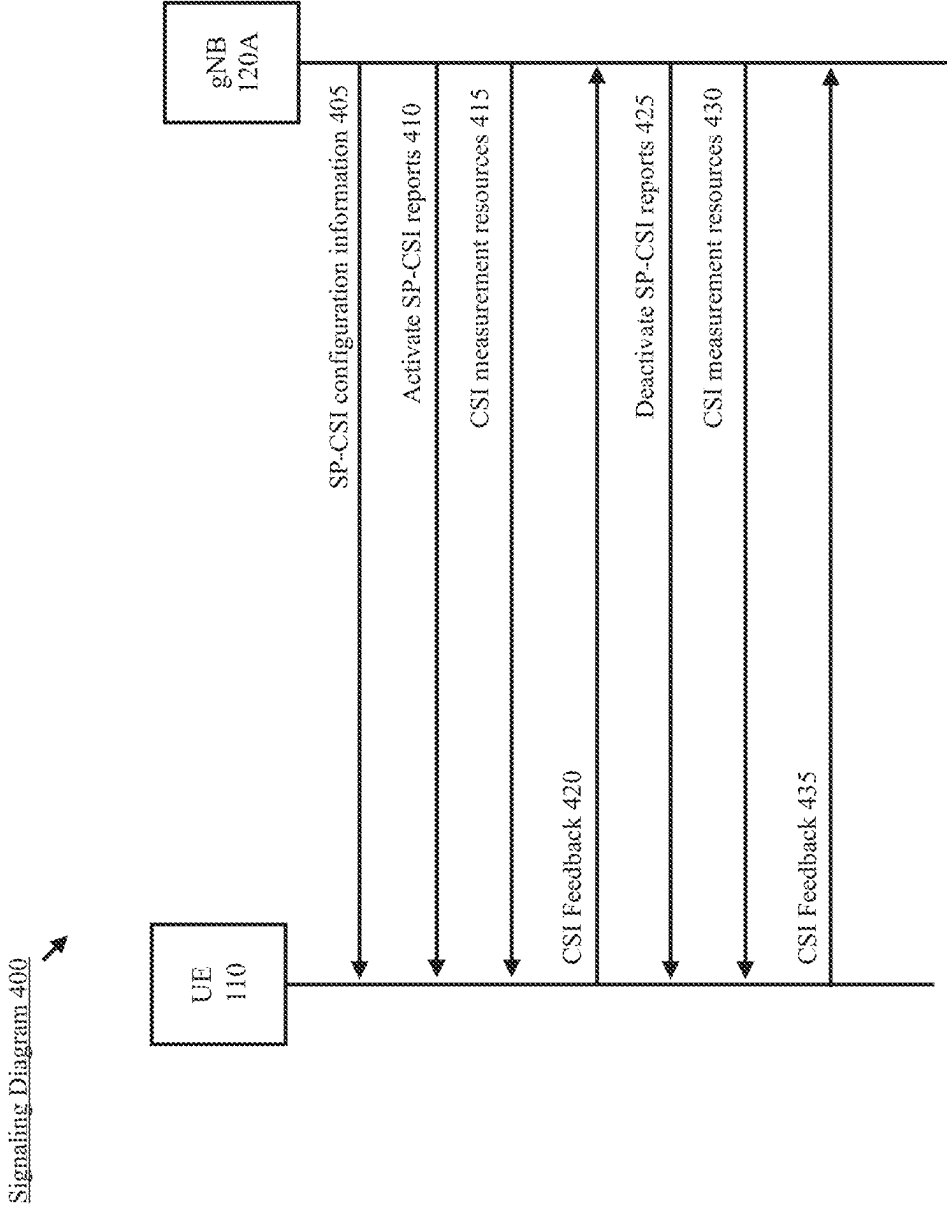 Signaling Diagram 400
UE
110
gNB
120A
SP-CSI configuration information 405
Activate SP-CSI reports 410
CSI measurement resources 415
CSI Feedback 420
Deactivate SP-CSI reports 425
CSI measurement resources 430
CSI Feedback 435